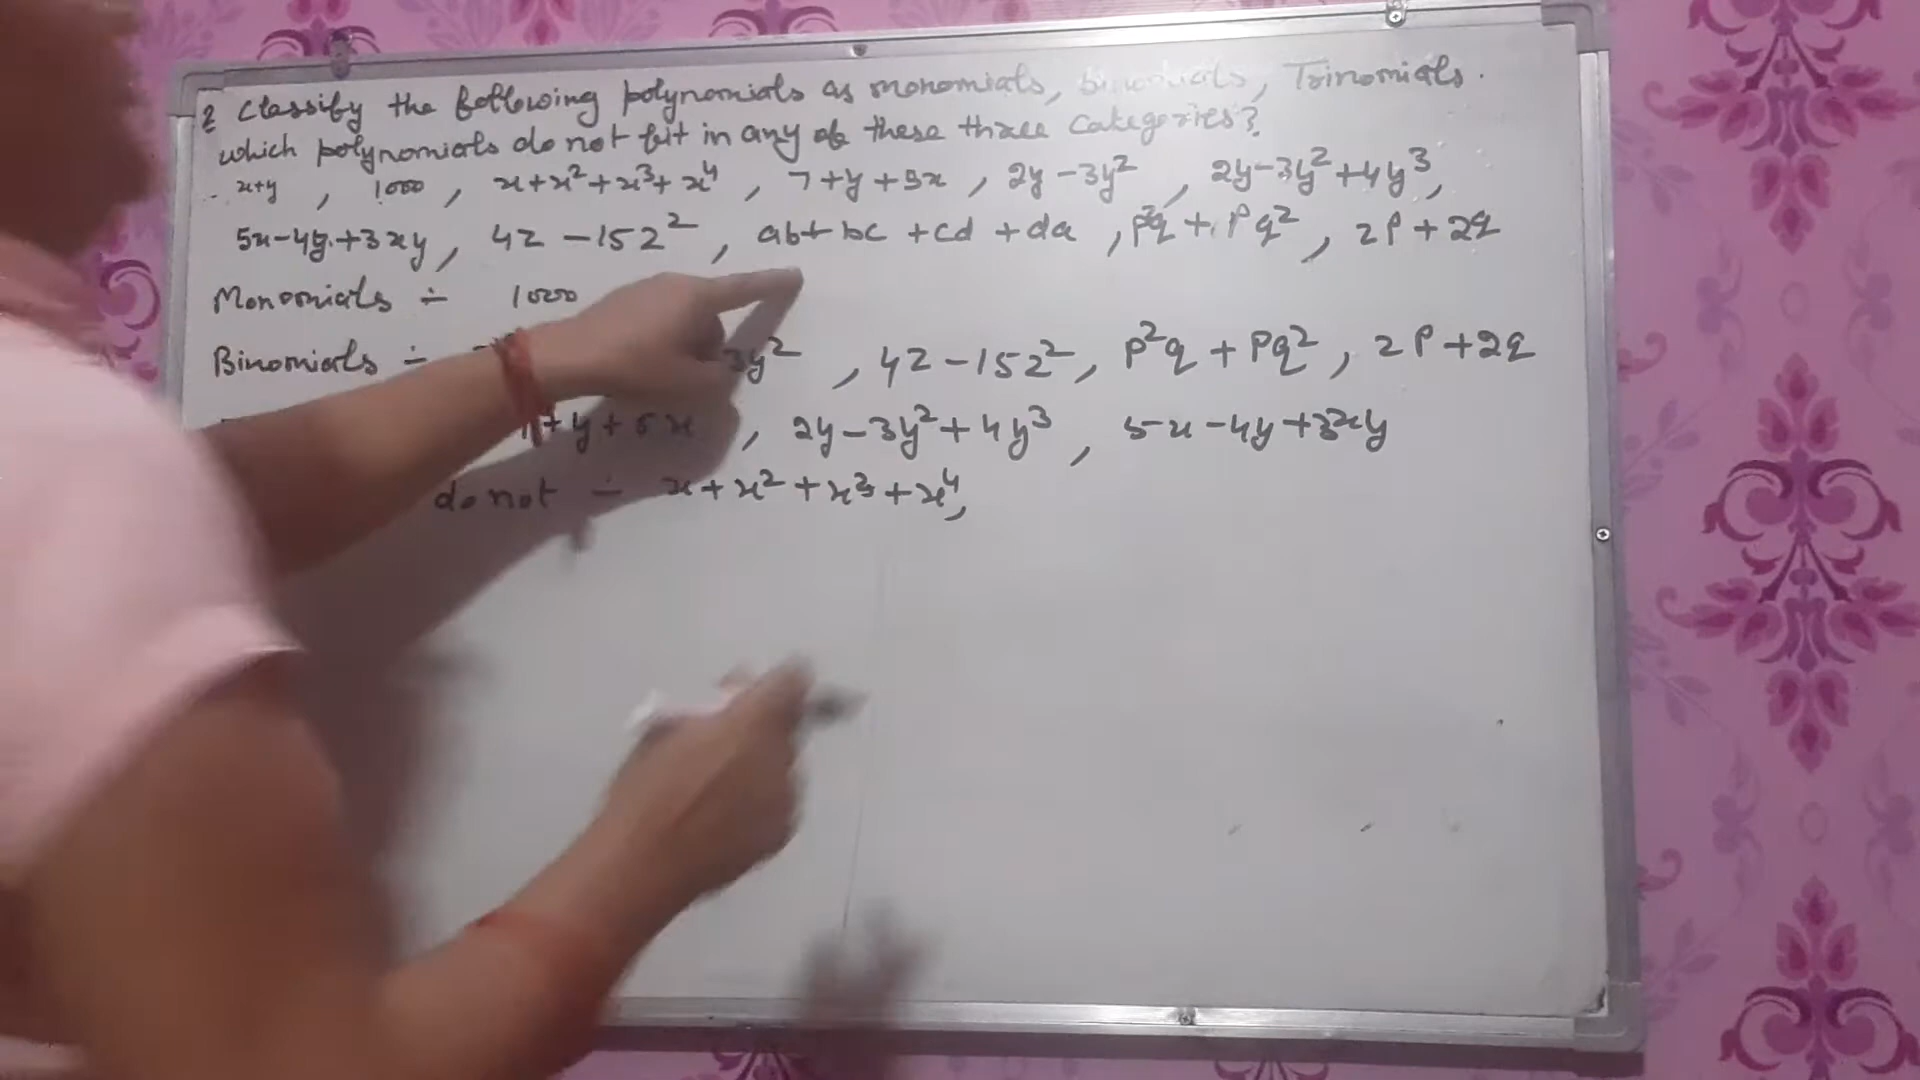 2 Classify the following polynomials as monomials, binomials, Trinomials.
which polynomials do not fit in any of these three categories?
x+y, 1000, x+x²+x³+x⁴, 7+y+5x, 2y-3y², 2y-3y²+4y³,
5x-4y+3xy, 4z-15z², ab+bc+cd+da, p²q+pq², 2p+2q
Monomials ÷ 1000
Binomials ÷ 3y², 4z-15z², p²q+pq², 2p+2q
+y+5x, 2y-3y²+4y³, 5x-4y+3xy
do not ÷ x+x²+x³+x⁴,